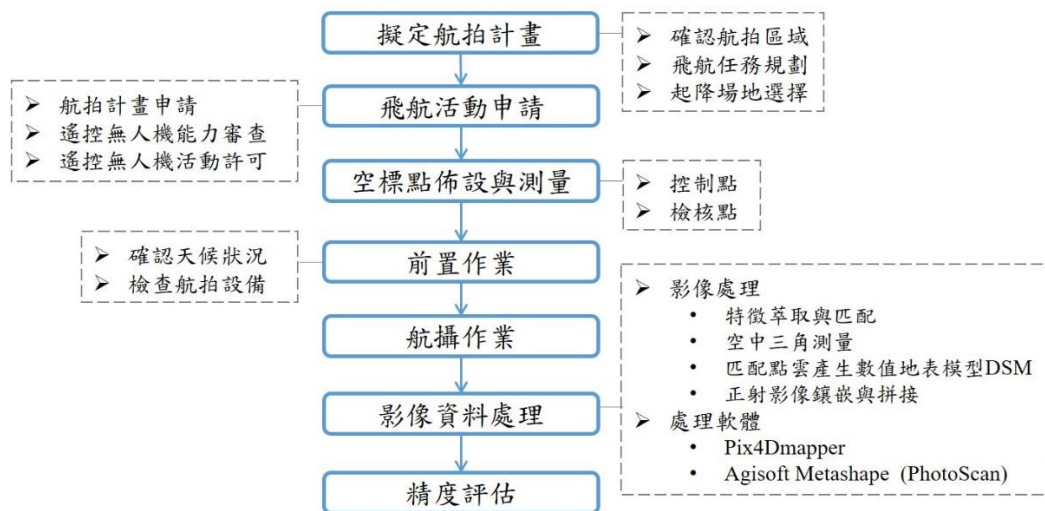 擬定航拍計畫
➢ 確認航拍區域
➢ 飛航任務規劃
➢ 起降場地選擇
飛航活動申請
➢ 航拍計畫申請
➢ 遙控無人機能力審查
➢ 遙控無人機活動許可
空標點佈設與測量
➢ 控制點
➢ 檢核點
前置作業
➢ 確認天候狀況
➢ 檢查航拍設備
航攝作業
影像資料處理
➢ 影像處理
• 特徵萃取與匹配
• 空中三角測量
• 匹配點雲產生數值地表模型DSM
• 正射影像鑲嵌與拼接
➢ 處理軟體
• Pix4Dmapper
• Agisoft Metashape (PhotoScan)
精度評估